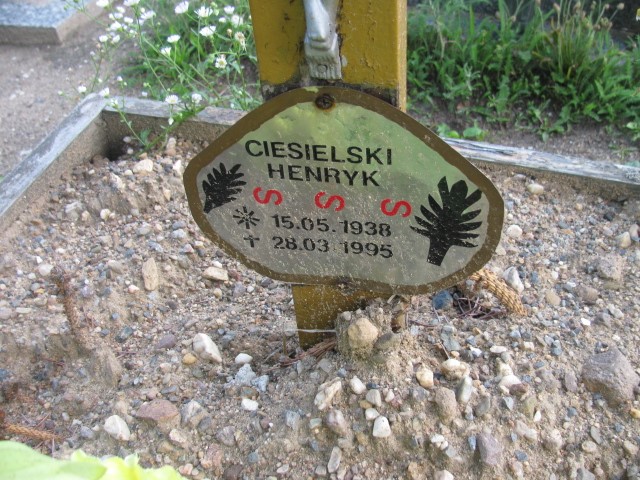 CIESIELSKI
HENRYK
S S S
15.05.1938
28.03 1995